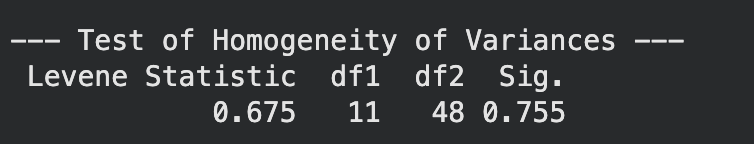 --- Test of Homogeneity of Variances ---
Levene Statistic df1 df2 Sig.
0.675 11 48 0.755